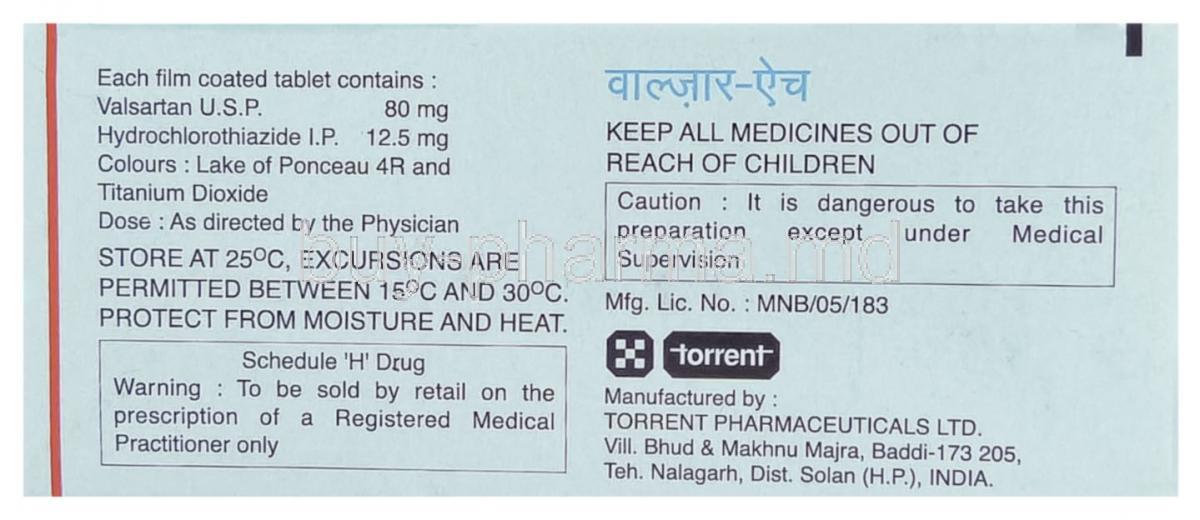 Each film coated tablet contains :
Valsartan U.S.P. 80 mg
Hydrochlorothiazide I.P. 12.5 mg
Colours : Lake of Ponceau 4R and
Titanium Dioxide
Dose : As directed by the Physician
STORE AT 25ºC, EXCURSIONS ARE
PERMITTED BETWEEN 15ºC AND 30ºC.
PROTECT FROM MOISTURE AND HEAT.
Schedule 'H' Drug
Warning : To be sold by retail on the
prescription of a Registered Medical
Practitioner only
वाल्ज़ार-ऐच
KEEP ALL MEDICINES OUT OF
REACH OF CHILDREN
Caution : It is dangerous to take this
preparation except under Medical
Supervision
Mfg. Lic. No. : MNB/05/183
torrent
Manufactured by :
TORRENT PHARMACEUTICALS LTD.
Vill. Bhud & Makhnu Majra, Baddi-173 205,
Teh. Nalagarh, Dist. Solan (H.P.), INDIA.
buy-pharma.md